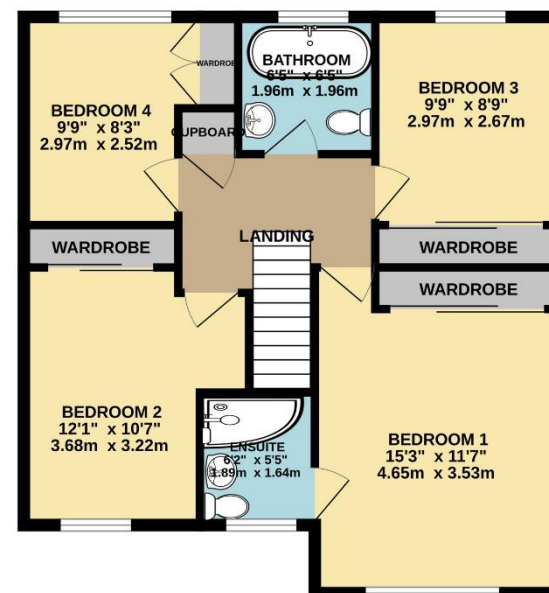 BEDROOM 4
9'9" x 8'3"
2.97m x 2.52m
WARDROBE
CUPBOARD
BATHROOM
6'5" x 6'5"
1.96m x 1.96m
BEDROOM 3
9'9" x 8'9"
2.97m x 2.67m
WARDROBE
LANDING
WARDROBE
WARDROBE
BEDROOM 2
12'1" x 10'7"
3.68m x 3.22m
ENSUITE
6'2" x 5'5"
1.89m x 1.64m
BEDROOM 1
15'3" x 11'7"
4.65m x 3.53m